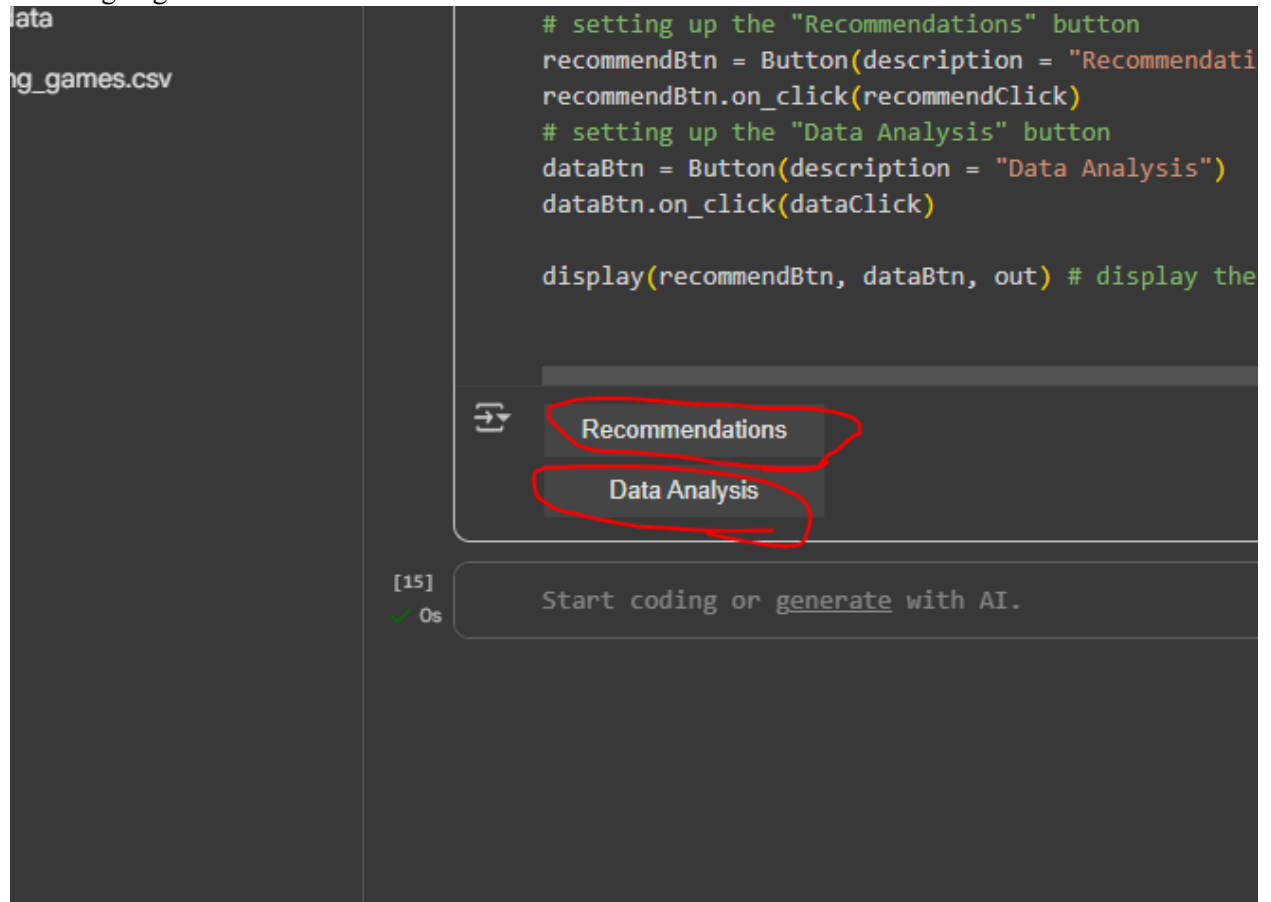 # setting up the "Recommendations" button
recommendBtn = Button(description = "Recommendati
ng_games.csv
recommendBtn.on_click(recommendClick)
# setting up the "Data Analysis" button
dataBtn = Button(description = "Data Analysis")
dataBtn.on_click(dataClick)
display(recommendBtn, dataBtn, out) # display the
Recommendations
Data Analysis
[15]
Start coding or generate with AI.
0s